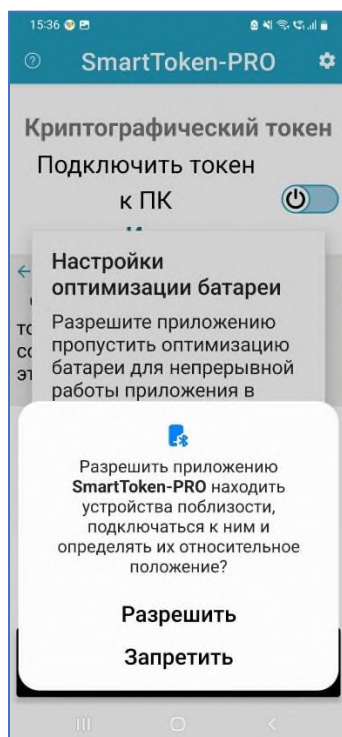 15:36
SmartToken-PRO
Криптографический токен
Подключить токен
к ПК
Настройки
оптимизации батареи
Разрешите приложению
пропустить оптимизацию
батареи для непрерывной
работы приложения в
Разрешить приложению
SmartToken-PRO находить
устройства поблизости,
подключаться к ним и
определять их относительное
положение?
Разрешить
Запретить